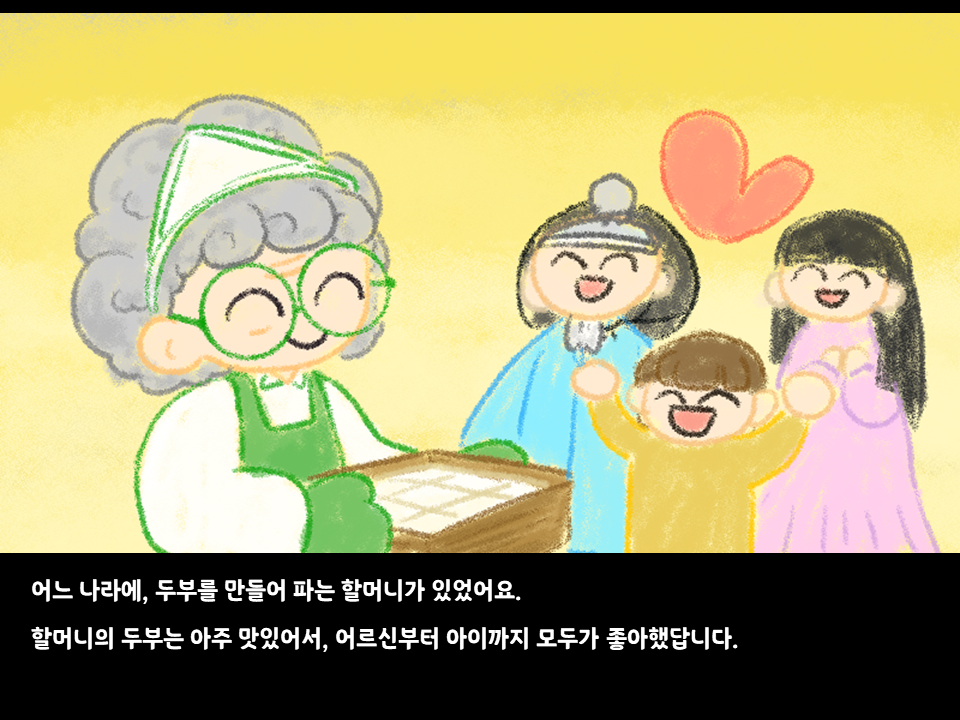 어느 나라에, 두부를 만들어 파는 할머니가 있었어요.
할머니의 두부는 아주 맛있어서, 어르신부터 아이까지 모두가 좋아했답니다.